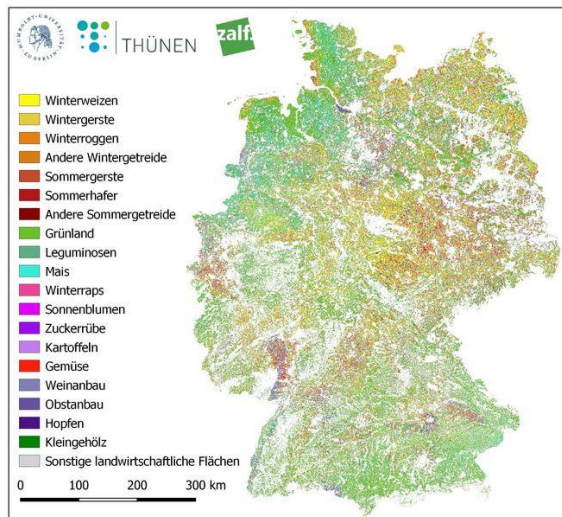 THÜNEN
zalf
Winterweizen
Wintergerste
Winterroggen
Andere Wintergetreide
Sommergerste
Sommerhafer
Andere Sommergetreide
Grünland
Leguminosen
Mais
Winterraps
Sonnenblumen
Zuckerrübe
Kartoffeln
Gemüse
Weinanbau
Obstanbau
Hopfen
Kleingehölz
Sonstige landwirtschaftliche Flächen
0 100 200 300 km